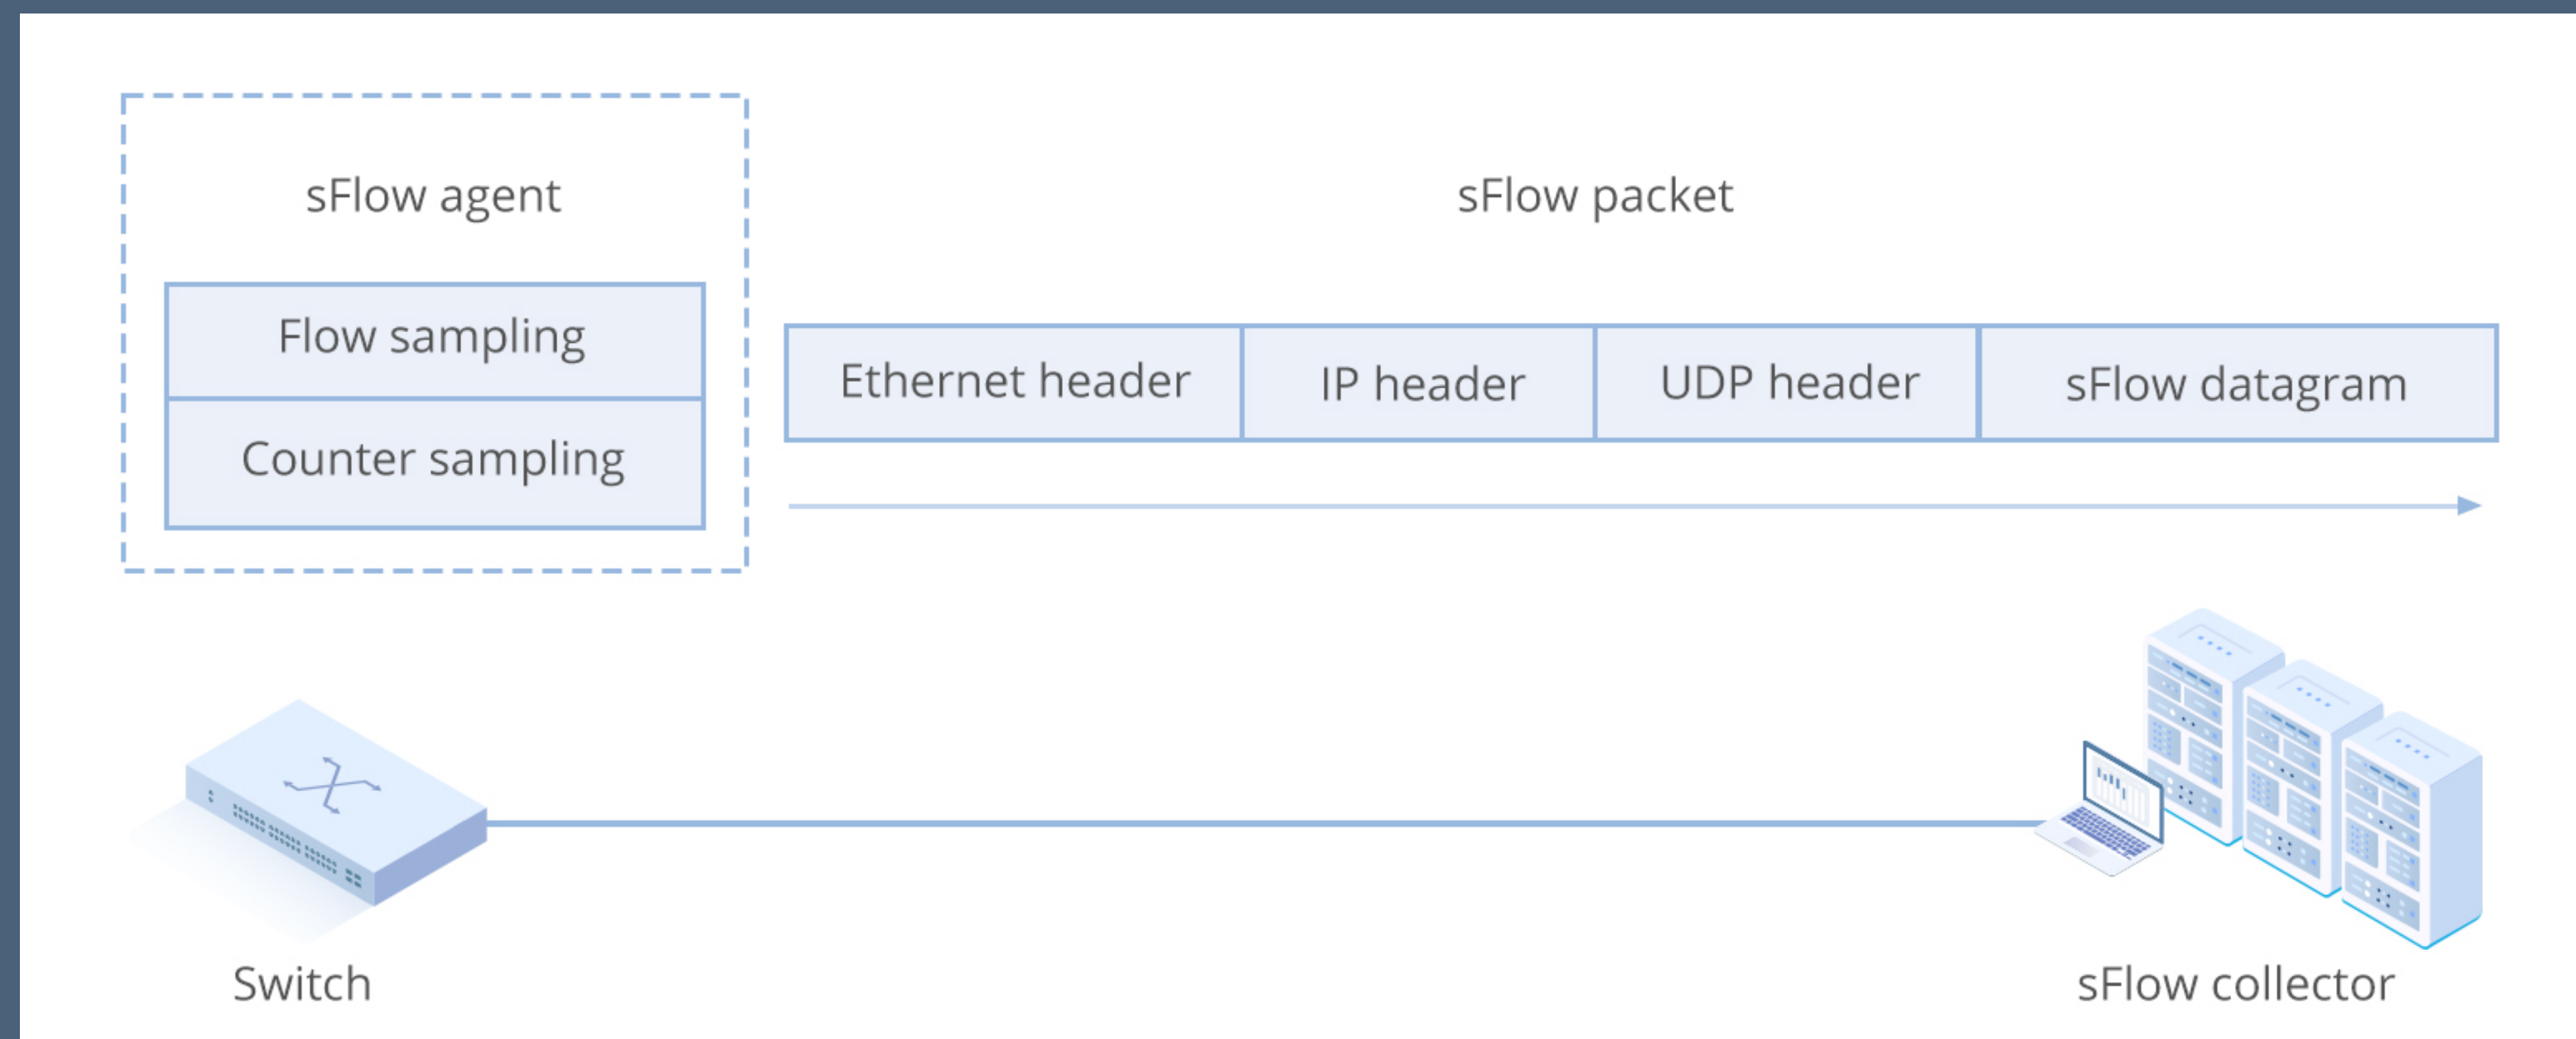 sFlow agent
sFlow packet
Flow sampling
Counter sampling
Ethernet header
IP header
UDP header
sFlow datagram
Switch
sFlow collector